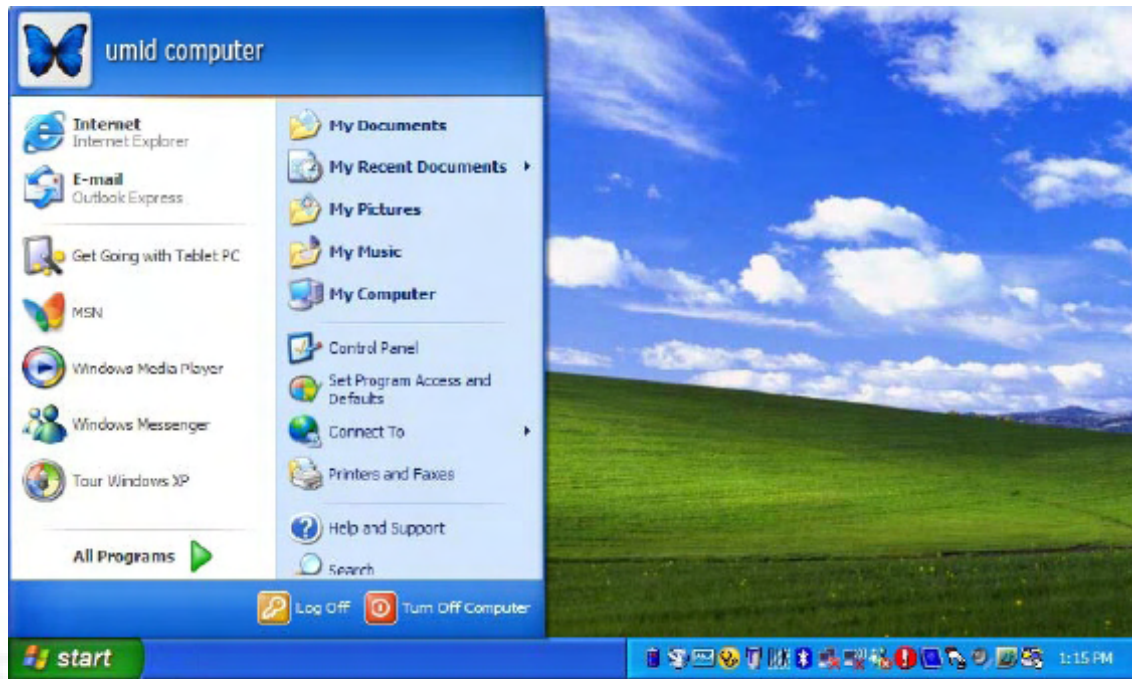 umid computer
Internet
Internet Explorer
E-mail
Outlook Express
Get Going with Tablet PC
MSN
Windows Media Player
Windows Messenger
Tour Windows XP
All Programs
My Documents
My Recent Documents
My Pictures
My Music
My Computer
Control Panel
Set Program Access and
Defaults
Connect To
Printers and Faxes
Help and Support
Search
Log Off
Turn Off Computer
start
1:15 PM